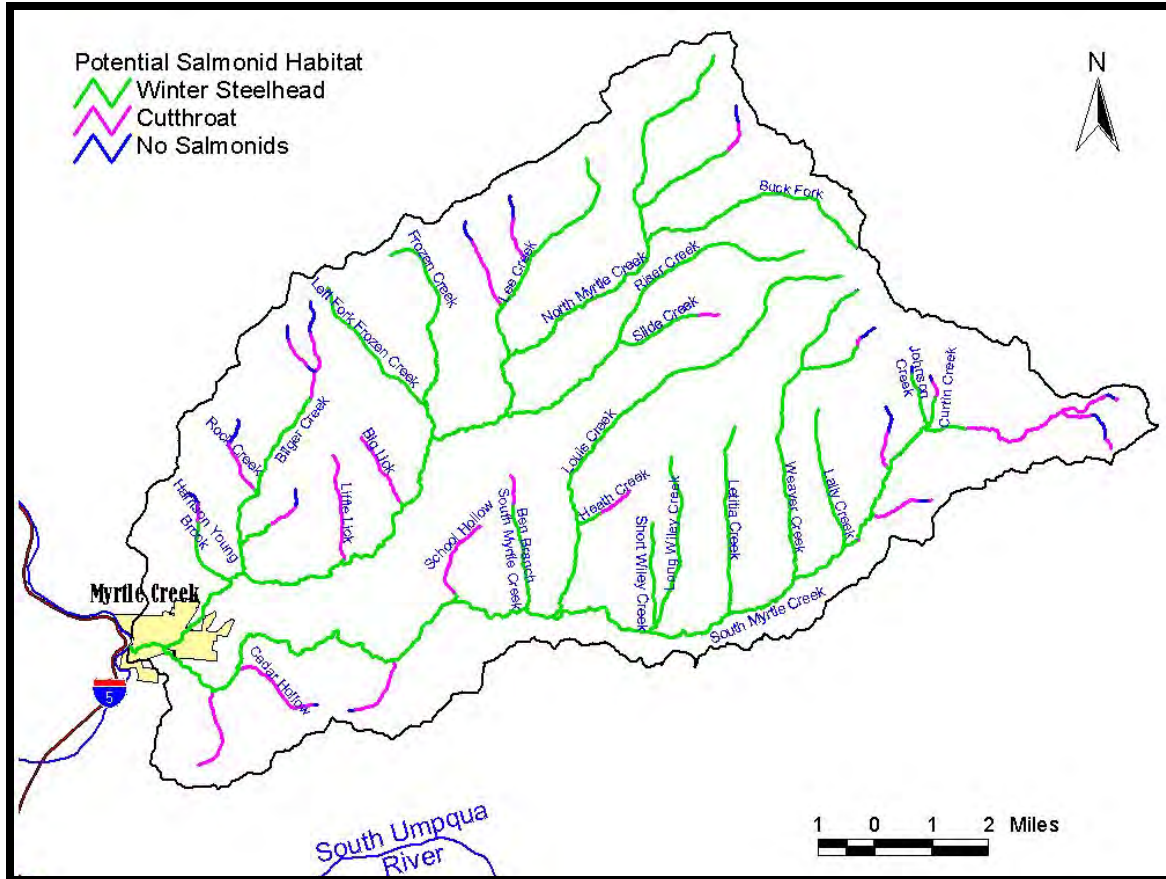 Potential Salmonid Habitat
Winter Steelhead
Cutthroat
No Salmonids
N
Buck Fork
Frozen Creek
Lee Creek
North Myrtle Creek
Riser Creek
Left Fork Frozen Creek
Slide Creek
Johnson
Creek
Curtin Creek
Bilger Creek
Rock Creek
Big Lick
Little Lick
Louis Creek
Harrison Young
Brook
Heath Creek
School Hollow
Ben Branch
South Myrtle Creek
Short Wiley Creek
Long Wiley Creek
Letitia Creek
Weaver Creek
Lally Creek
South Myrtle Creek
Myrtle Creek
Cedar Hollow
5
1 0 1 2 Miles
South Umpqua
River